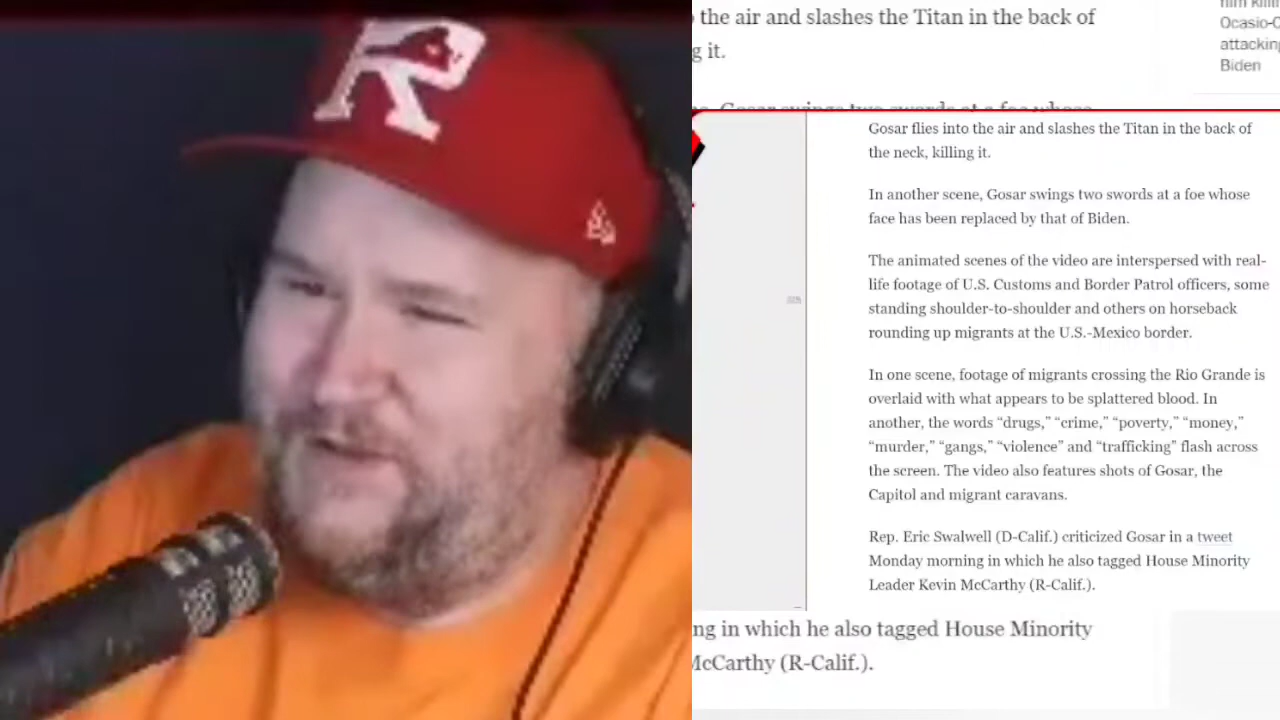 R
the air and slashes the Titan in the back of
g it.
Ocasio-C
attacking
Biden
Gosar swings two swords at a foe whose
Gosar flies into the air and slashes the Titan in the back of
the neck, killing it.
In another scene, Gosar swings two swords at a foe whose
face has been replaced by that of Biden.
The animated scenes of the video are interspersed with real-
life footage of U.S. Customs and Border Patrol officers, some
standing shoulder-to-shoulder and others on horseback
rounding up migrants at the U.S.-Mexico border.
In one scene, footage of migrants crossing the Rio Grande is
overlaid with what appears to be splattered blood. In
another, the words “drugs,” “crime,” “poverty,” “money,”
“murder,” “gangs,” “violence” and “trafficking” flash across
the screen. The video also features shots of Gosar, the
Capitol and migrant caravans.
Rep. Eric Swalwell (D-Calif.) criticized Gosar in a tweet
Monday morning in which he also tagged House Minority
Leader Kevin McCarthy (R-Calif.).
ng in which he also tagged House Minority
McCarthy (R-Calif.).